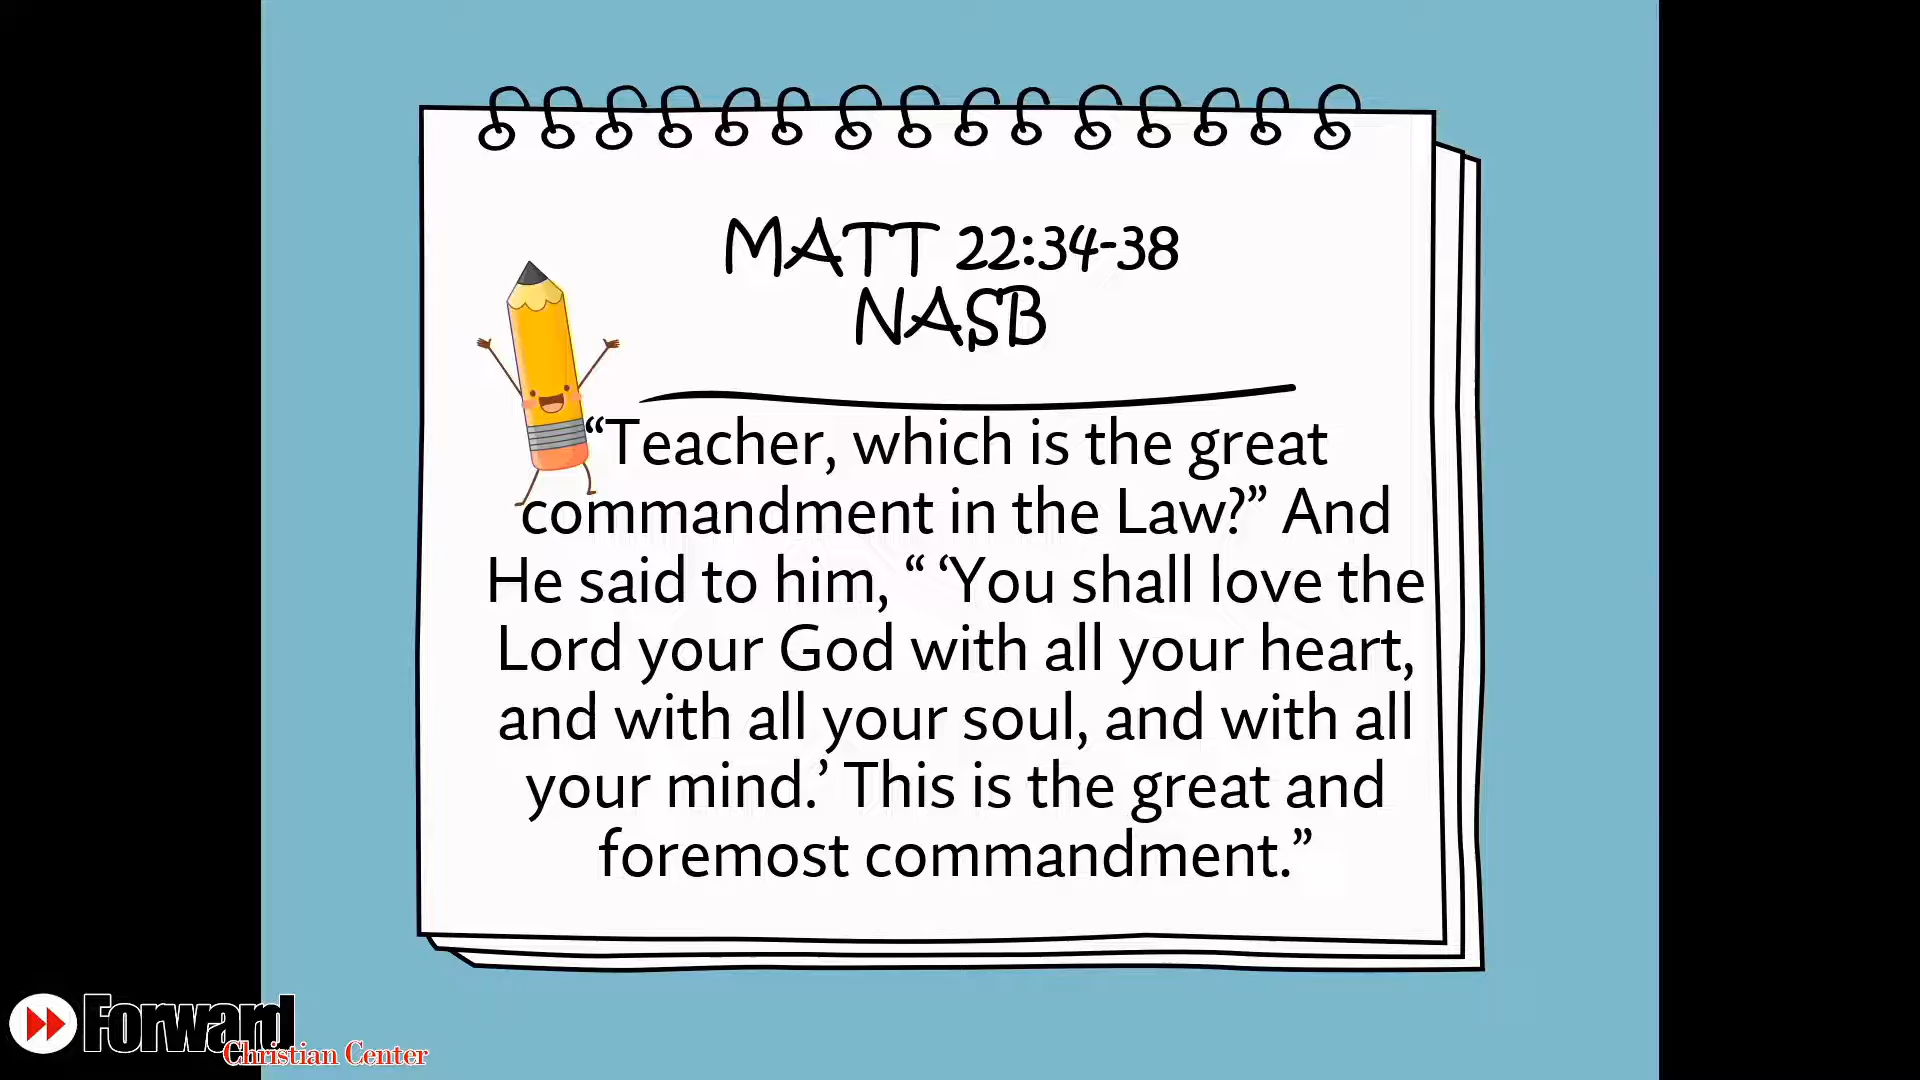 MATT 22:34-38
NASB
“Teacher, which is the great
commandment in the Law?” And
He said to him, “ ‘You shall love the
Lord your God with all your heart,
and with all your soul, and with all
your mind.’ This is the great and
foremost commandment.”
Forward
Christian Center